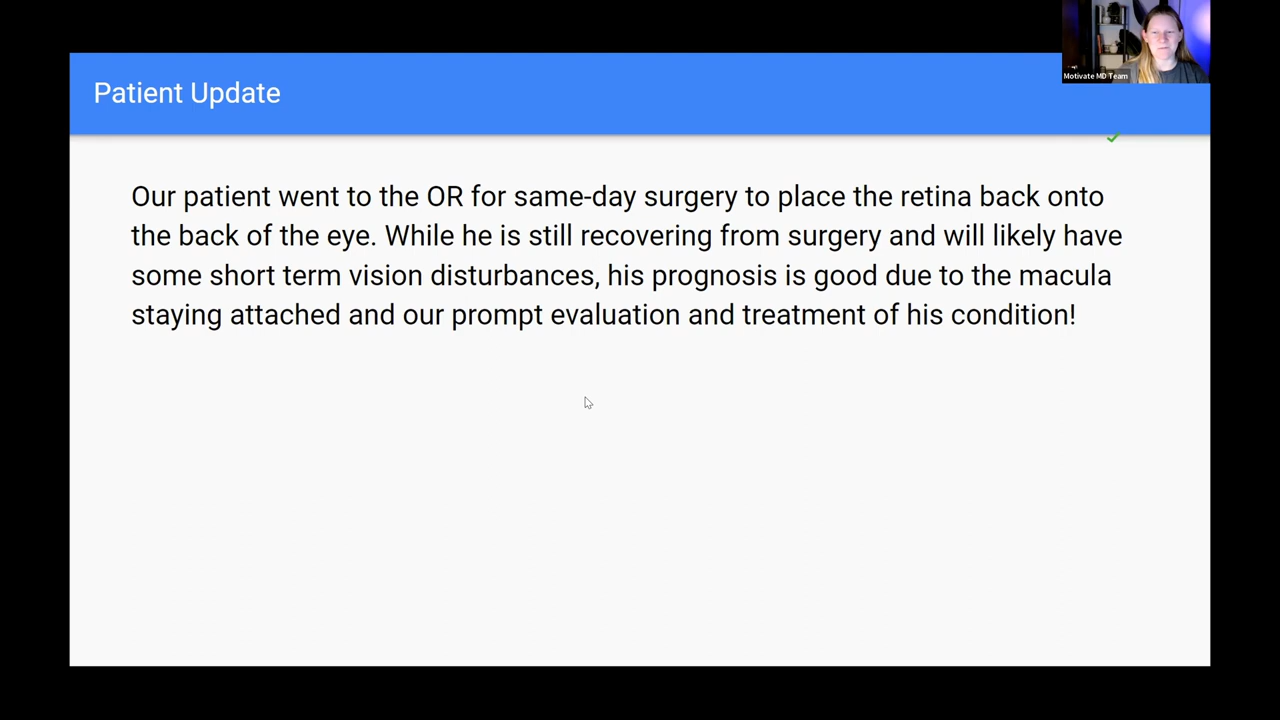 Motivate MD Team
Patient Update
Our patient went to the OR for same-day surgery to place the retina back onto
the back of the eye. While he is still recovering from surgery and will likely have
some short term vision disturbances, his prognosis is good due to the macula
staying attached and our prompt evaluation and treatment of his condition!